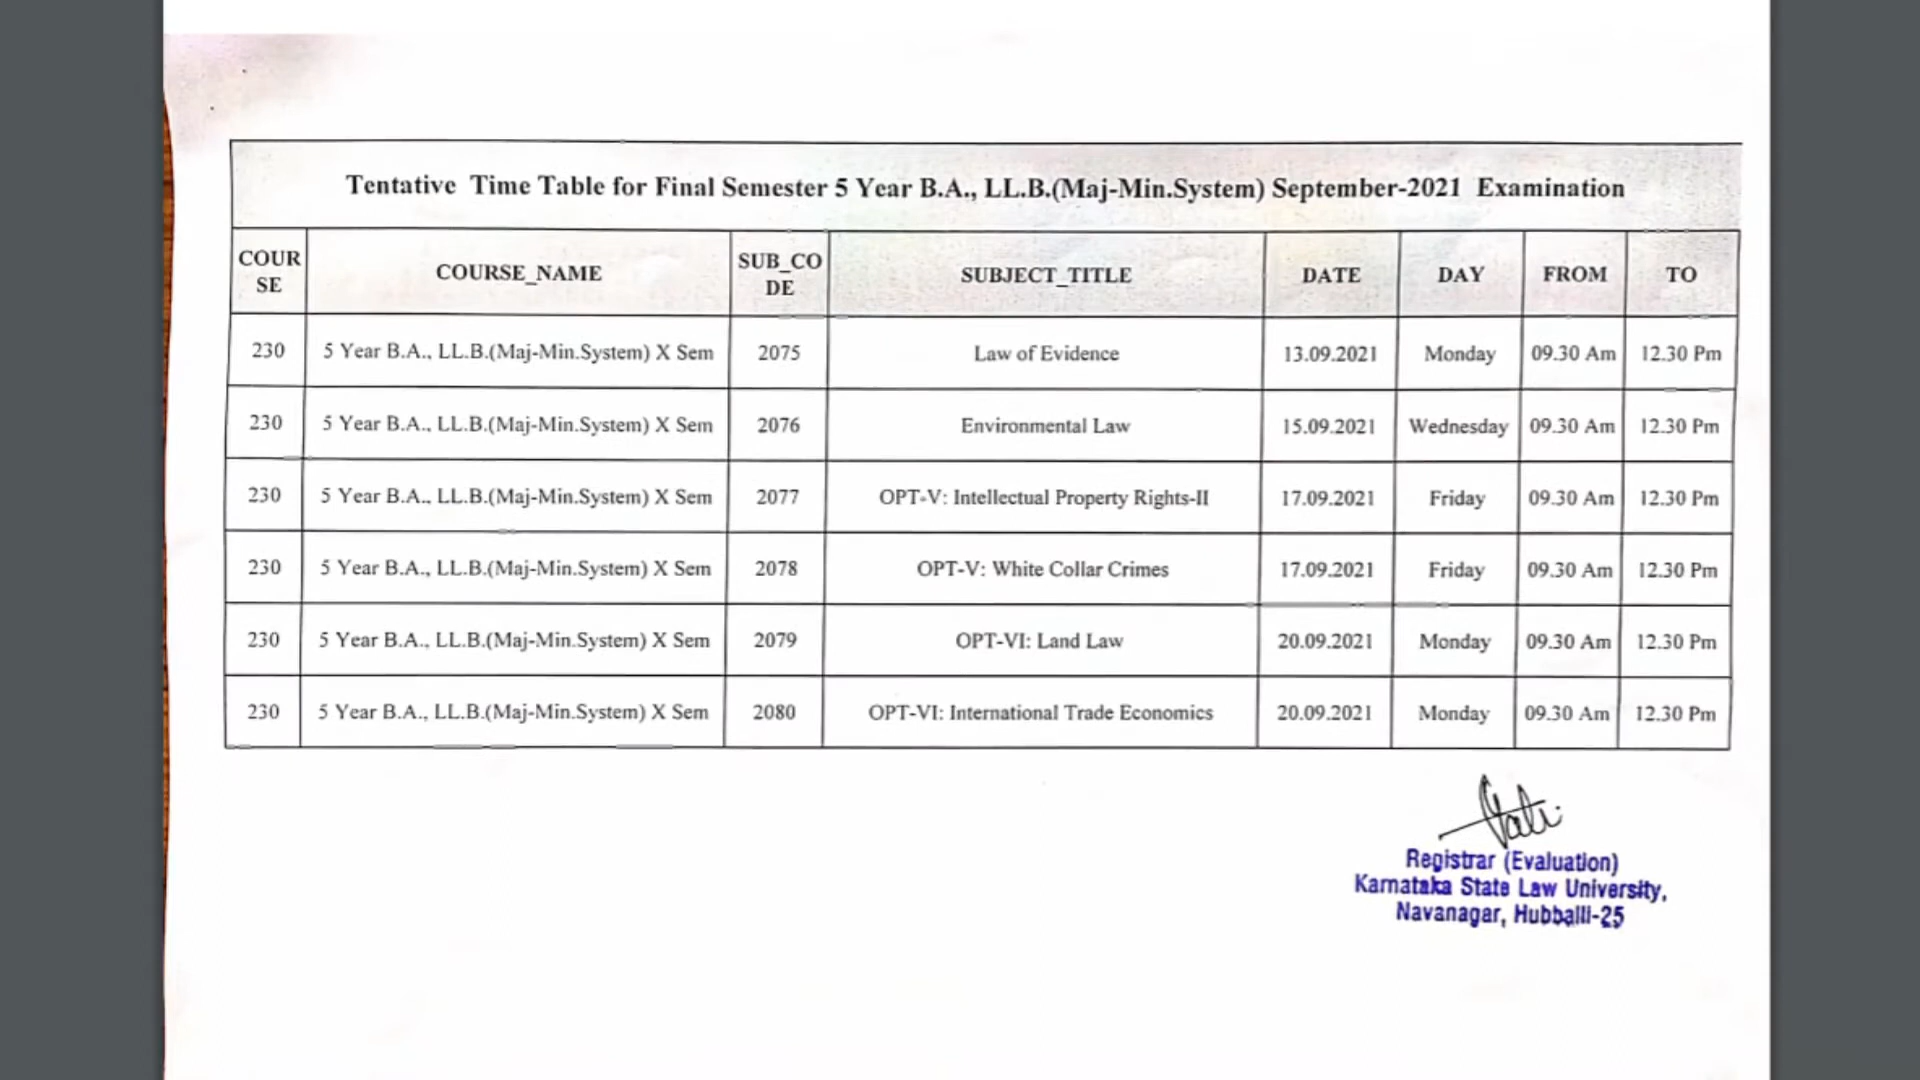 Tentative Time Table for Final Semester 5 Year B.A., LL.B.(Maj-Min.System) September-2021 Examination
COURSE COURSE_NAME SUB_CODE SUBJECT_TITLE DATE DAY FROM TO
230 5 Year B.A., LL.B.(Maj-Min.System) X Sem 2075 Law of Evidence 13.09.2021 Monday 09.30 Am 12.30 Pm
230 5 Year B.A., LL.B.(Maj-Min.System) X Sem 2076 Environmental Law 15.09.2021 Wednesday 09.30 Am 12.30 Pm
230 5 Year B.A., LL.B.(Maj-Min.System) X Sem 2077 OPT-V: Intellectual Property Rights-II 17.09.2021 Friday 09.30 Am 12.30 Pm
230 5 Year B.A., LL.B.(Maj-Min.System) X Sem 2078 OPT-V: White Collar Crimes 17.09.2021 Friday 09.30 Am 12.30 Pm
230 5 Year B.A., LL.B.(Maj-Min.System) X Sem 2079 OPT-VI: Land Law 20.09.2021 Monday 09.30 Am 12.30 Pm
230 5 Year B.A., LL.B.(Maj-Min.System) X Sem 2080 OPT-VI: International Trade Economics 20.09.2021 Monday 09.30 Am 12.30 Pm
Registrar (Evaluation)
Karnataka State Law University,
Navanagar, Hubballi-25